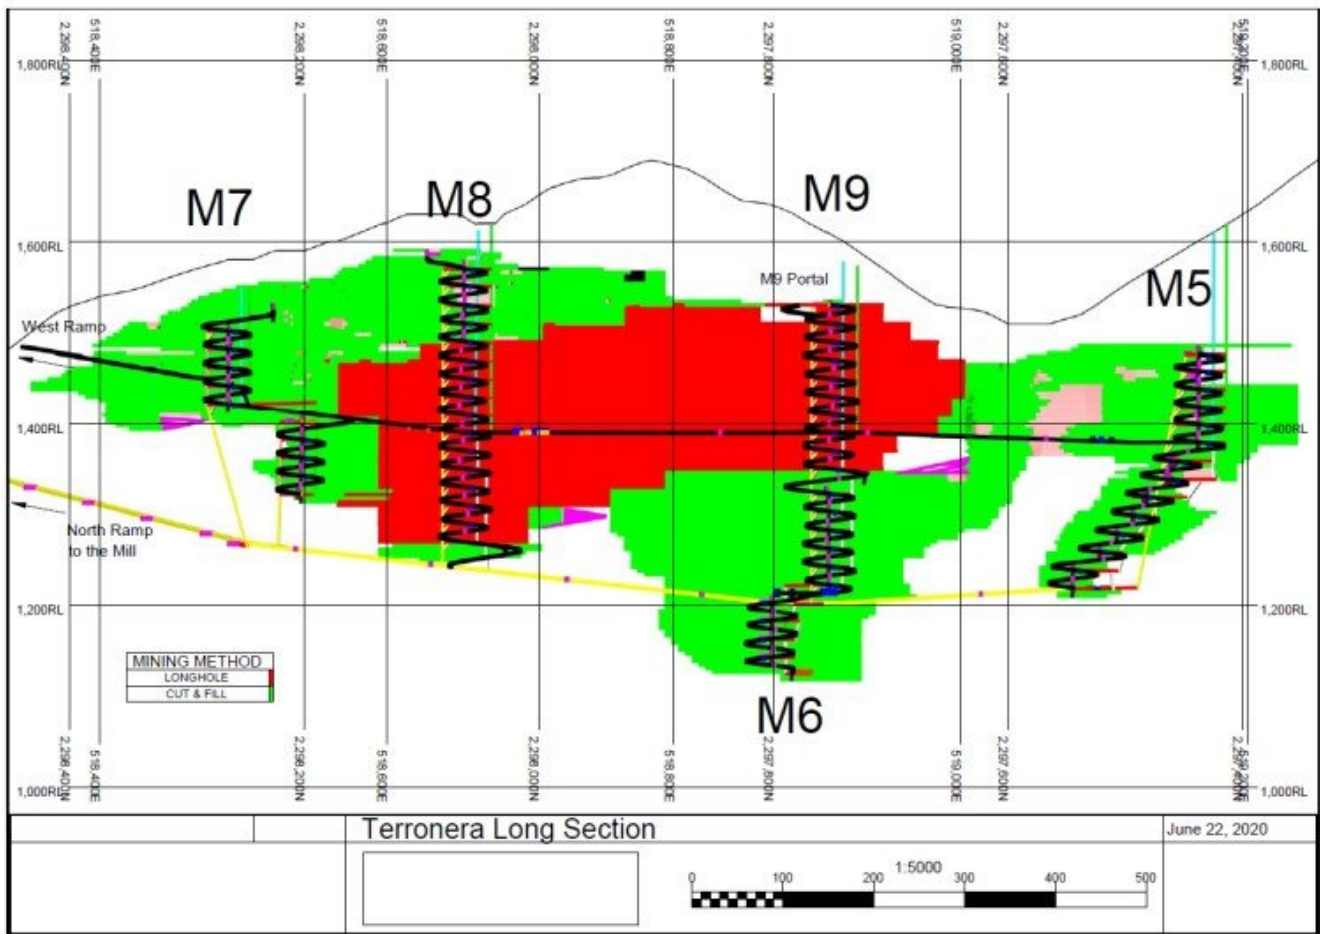 2,298,400N
518,400E
2,298,200N
518,600E
2,298,000N
518,800E
2,297,800N
519,000E
2,297,600N
1,800RL
1,800RL
M7
M8
M9
M5
1,600RL
1,600RL
M9 Portal
West Ramp
1,400RL
1,400RL
North Ramp
to the Mill
1,200RL
1,200RL
MINING METHOD
LONGHOLE
CUT & FILL
M6
2,298,400N
518,400E
2,298,200N
518,600E
2,298,000N
518,800E
2,297,800N
519,000E
2,297,600N
1,000RL
1,000RL
Terronera Long Section
June 22, 2020
1:5000
0 100 200 300 400 500